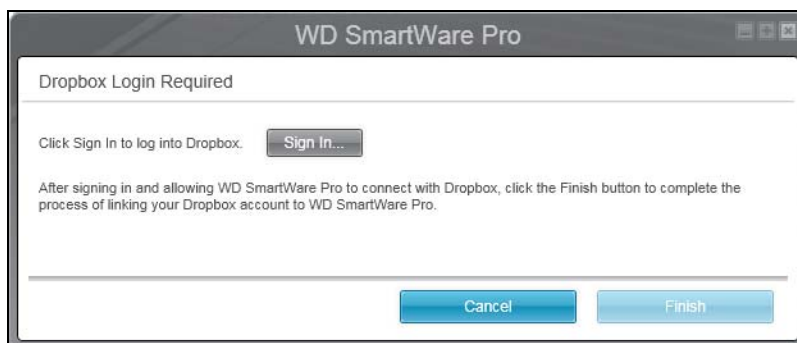 WD SmartWare Pro
Dropbox Login Required
Click Sign In to log into Dropbox. Sign In...
After signing in and allowing WD SmartWare Pro to connect with Dropbox, click the Finish button to complete the
process of linking your Dropbox account to WD SmartWare Pro.
Cancel Finish